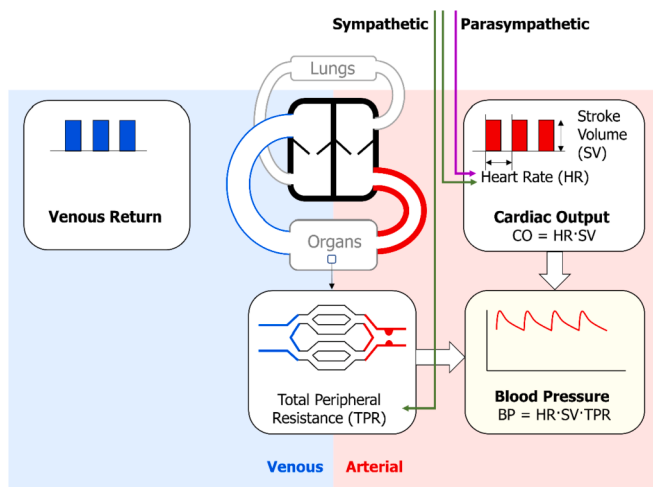 Sympathetic
Parasympathetic
Lungs
Stroke
Volume
(SV)
Heart Rate (HR)
Venous Return
Cardiac Output
CO = HR·SV
Organs
Total Peripheral
Resistance (TPR)
Blood Pressure
BP = HR·SV·TPR
Venous
Arterial